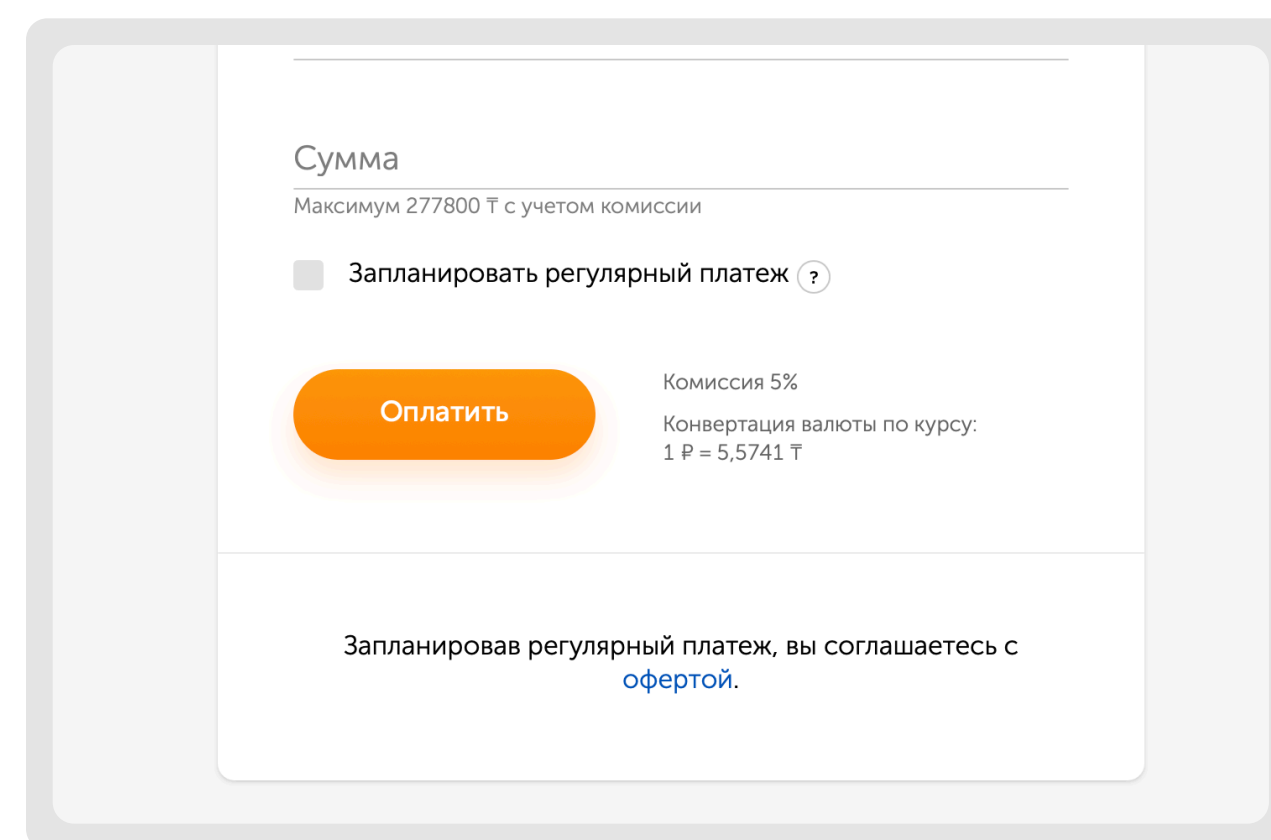 Сумма
Максимум 277800 ₸ с учетом комиссии
Запланировать регулярный платеж ?
Оплатить
Комиссия 5%
Конвертация валюты по курсу:
1 ₽ = 5,5741 ₸
Запланировав регулярный платеж, вы соглашаетесь с
офертой.